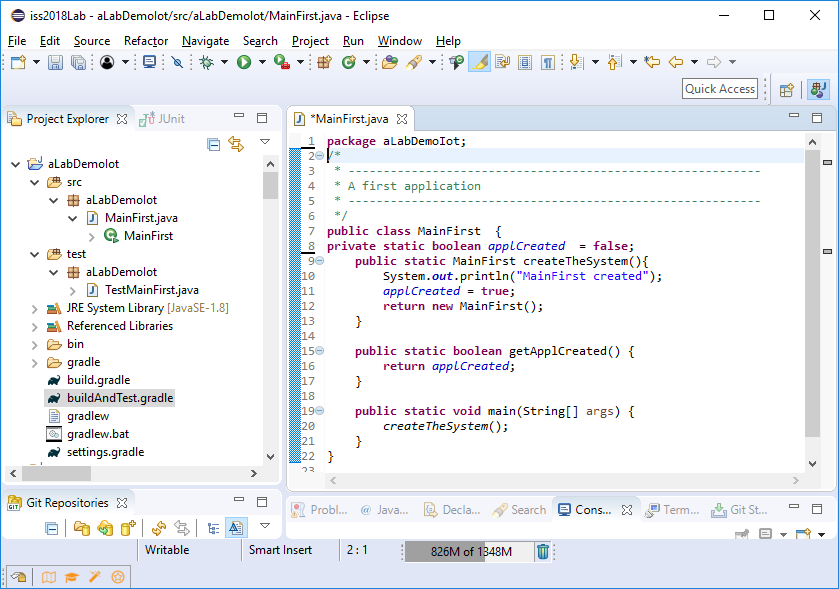 iss2018Lab - aLabDemoIot/src/aLabDemoIot/MainFirst.java - Eclipse
File Edit Source Refactor Navigate Search Project Run Window Help
Quick Access
Project Explorer JUnit
aLabDemoIot
src
aLabDemoIot
MainFirst.java
MainFirst
test
aLabDemoIot
TestMainFirst.java
JRE System Library [JavaSE-1.8]
Referenced Libraries
bin
gradle
build.gradle
buildAndTest.gradle
gradlew
gradlew.bat
settings.gradle
*MainFirst.java
1 package aLabDemoIot;
2 /*
3  * -----------------------------------------------------------
4  * A first application
5  * -----------------------------------------------------------
6  */
7 public class MainFirst  {
8 private static boolean applCreated  = false;
9     public static MainFirst createTheSystem(){
10         System.out.println("MainFirst created");
11         applCreated = true;
12         return new MainFirst();
13     }
14
15     public static boolean getApplCreated() {
16         return applCreated;
17     }
18
19     public static void main(String[] args) {
20         createTheSystem();
21     }
22 }
23
Git Repositories
GIT
Probl... @ Java... Decla... Search Cons... Term... Git St...
Writable Smart Insert 2 : 1 826M of 1348M